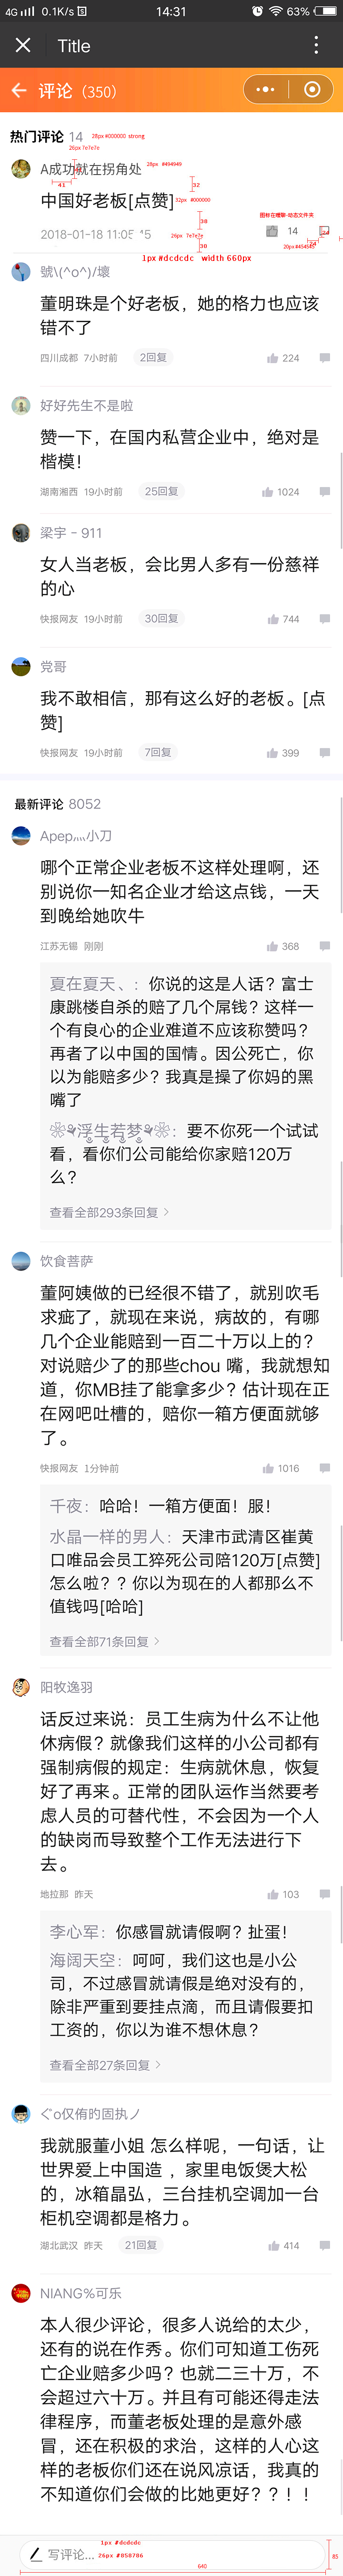 4G 0.1K/s 14:31 63%
Title
评论（350）
热门评论 14 28px #000000 strong
26px 7e7e7e
A成功就在拐角处 28px #494949
41 32
中国好老板[点赞] 32px #000000
38 图标在槽聊-动态文件夹
2018-01-18 11:05 26px 7e7e7e 14
38 20px #454545
1px #dcdcdc width 660px
號\(^o^)/壞
董明珠是个好老板，她的格力也应该
错不了
四川成都 7小时前 2回复 224
好好先生不是啦
赞一下，在国内私营企业中，绝对是
楷模！
湖南湘西 19小时前 25回复 1024
梁宇－911
女人当老板，会比男人多有一份慈祥
的心
快报网友 19小时前 30回复 744
党哥
我不敢相信，那有这么好的老板。[点
赞]
快报网友 19小时前 7回复 399
最新评论 8052
Apep灬小刀
哪个正常企业老板不这样处理啊，还
别说你一知名企业才给这点钱，一天
到晚给她吹牛
江苏无锡 刚刚 368
夏在夏天、：你说的这是人话？富士
康跳楼自杀的赔了几个屌钱？这样一
个有良心的企业难道不应该称赞吗？
再者了以中国的国情。因公死亡，你
以为能赔多少？我真是操了你妈的黑
嘴了
浮生若梦：要不你死一个试试
看，看你们公司能给你家赔120万
么？
查看全部293条回复 >
饮食菩萨
董阿姨做的已经很不错了，就别吹毛
求疵了，就现在来说，病故的，有哪
几个企业能赔到一百二十万以上的？
对说赔少了的那些chou 嘴，我就想知
道，你MB挂了能拿多少？估计现在正
在网吧吐槽的，赔你一箱方便面就够
了。
快报网友 1分钟前 1016
千夜：哈哈！一箱方便面！服！
水晶一样的男人：天津市武清区崔黄
口唯品会员工猝死公司赔120万[点赞]
怎么啦？？你以为现在的人都那么不
值钱吗[哈哈]
查看全部71条回复 >
阳牧逸羽
话反过来说：员工生病为什么不让他
休病假？就像我们这样的小公司都有
强制病假的规定：生病就休息，恢复
好了再来。正常的团队运作当然要考
虑人员的可替代性，不会因为一个人
的缺岗而导致整个工作无法进行下
去。
地拉那 昨天 103
李心军：你感冒就请假啊？扯蛋！
海阔天空：呵呵，我们这也是小公
司，不过感冒就请假是绝对没有的，
除非严重到要挂点滴，而且请假要扣
工资的，你以为谁不想休息？
查看全部27条回复 >
ぐo仅侑的固执ノ
我就服董小姐 怎么样呢，一句话，让
世界爱上中国造 ，家里电饭煲大松
的，冰箱晶弘，三台挂机空调加一台
柜机空调都是格力。
湖北武汉 昨天 21回复 414
NIANG%可乐
本人很少评论，很多人说给的太少，
还有的说在作秀。你们可知道工伤死
亡企业赔多少吗？也就二三十万，不
会超过六十万。并且有可能还得走法
律程序，而董老板处理的是意外感
冒，还在积极的求治，这样的人心这
样的老板你们还在说风凉话，我真的
不知道你们会做的比她更好？？！！
1px #dcdcdc
写评论... 26px #858786 85
640